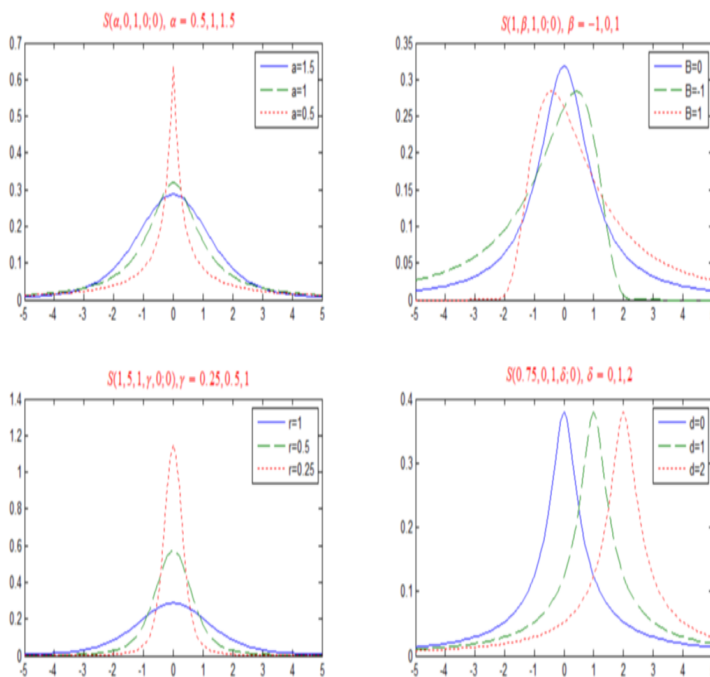 S(α,0,1,0;0), α = 0.5,1,1.5
0.7
0.6
0.5
0.4
0.3
0.2
0.1
0
-5 -4 -3 -2 -1 0 1 2 3 4 5
a=1.5
a=1
a=0.5
S(1,β,1,0;0), β = −1,0,1
0.35
0.3
0.25
0.2
0.15
0.1
0.05
0
-5 -4 -3 -2 -1 0 1 2 3 4
B=0
B=-1
B=1
S(1,5,1,γ,0;0),γ = 0.25,0.5,1
1.4
1.2
1
0.8
0.6
0.4
0.2
0
-5 -4 -3 -2 -1 0 1 2 3 4 5
r=1
r=0.5
r=0.25
S(0.75,0,1,δ;0), δ = 0,1,2
0.4
0.3
0.2
0.1
-5 -4 -3 -2 -1 0 1 2 3 4 5
d=0
d=1
d=2